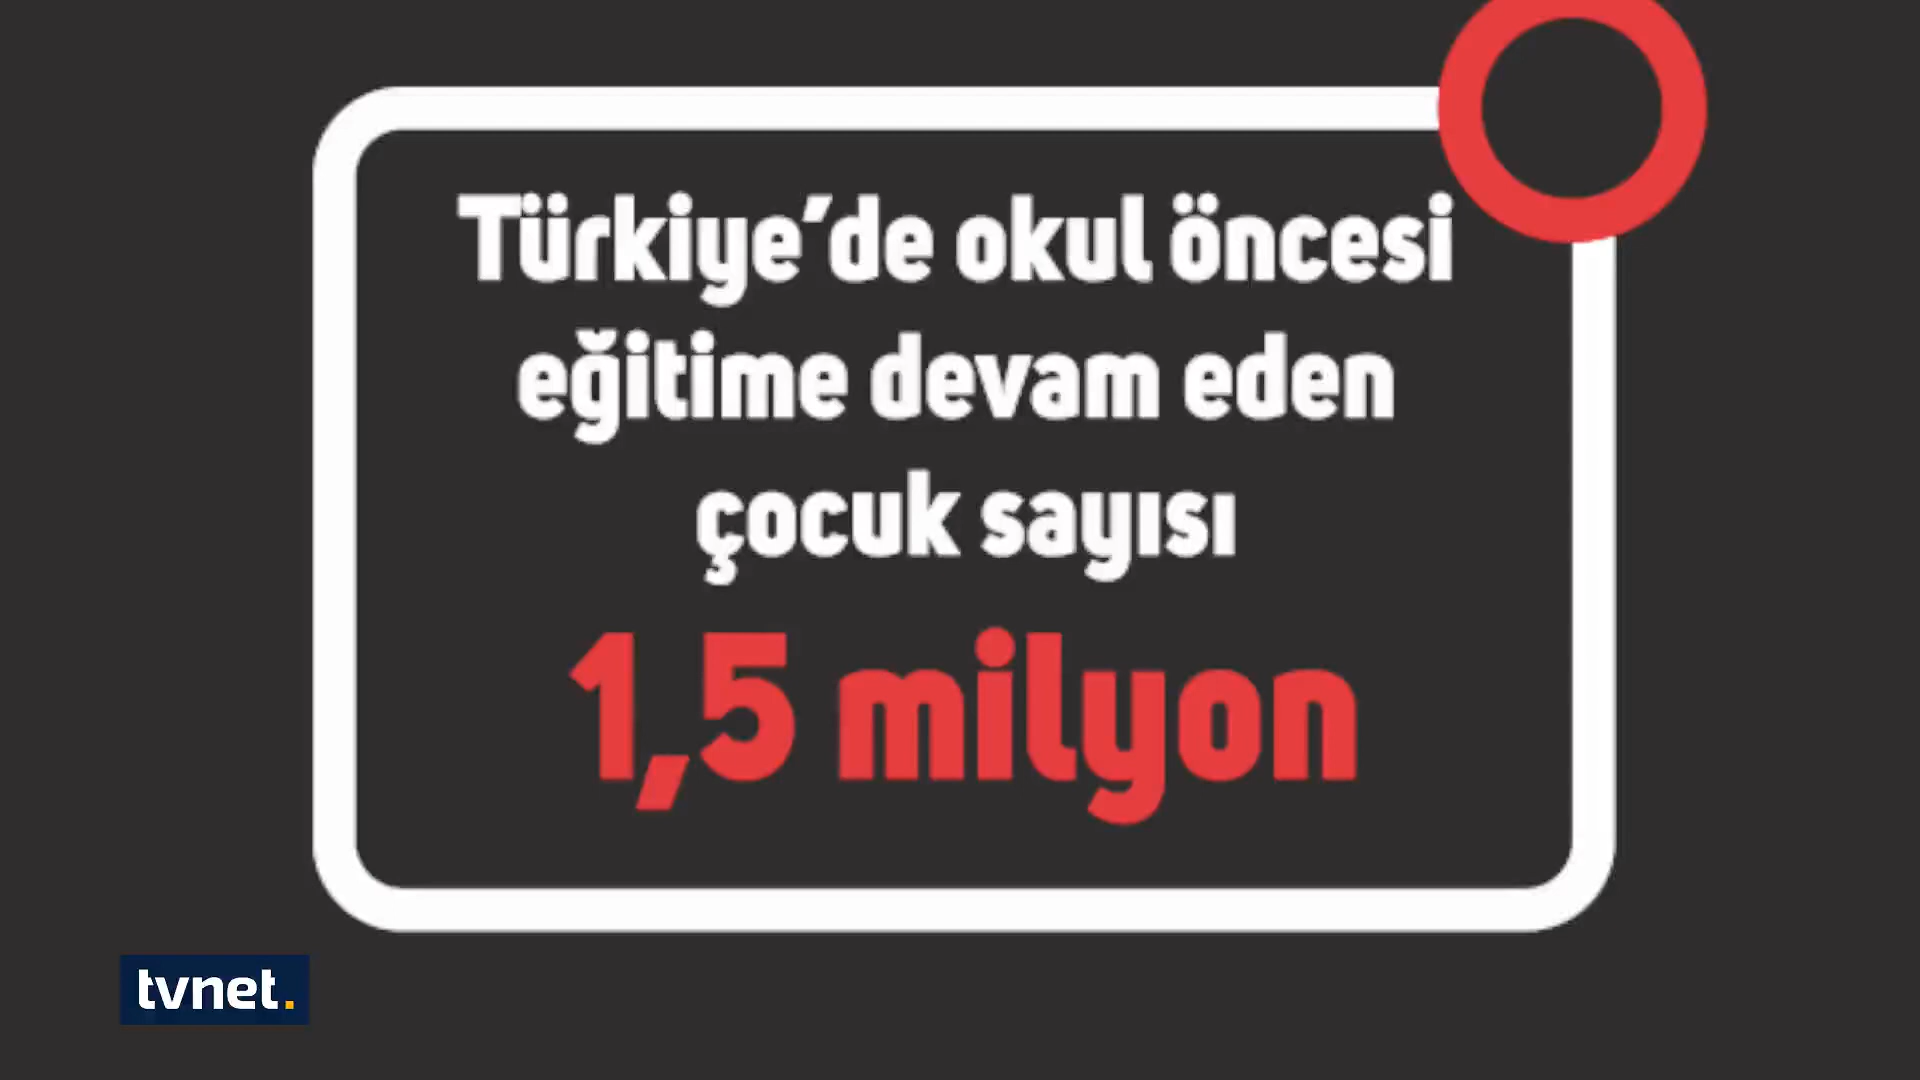 Türkiye'de okul öncesi
eğitime devam eden
çocuk sayısı
1,5 milyon
tvnet.